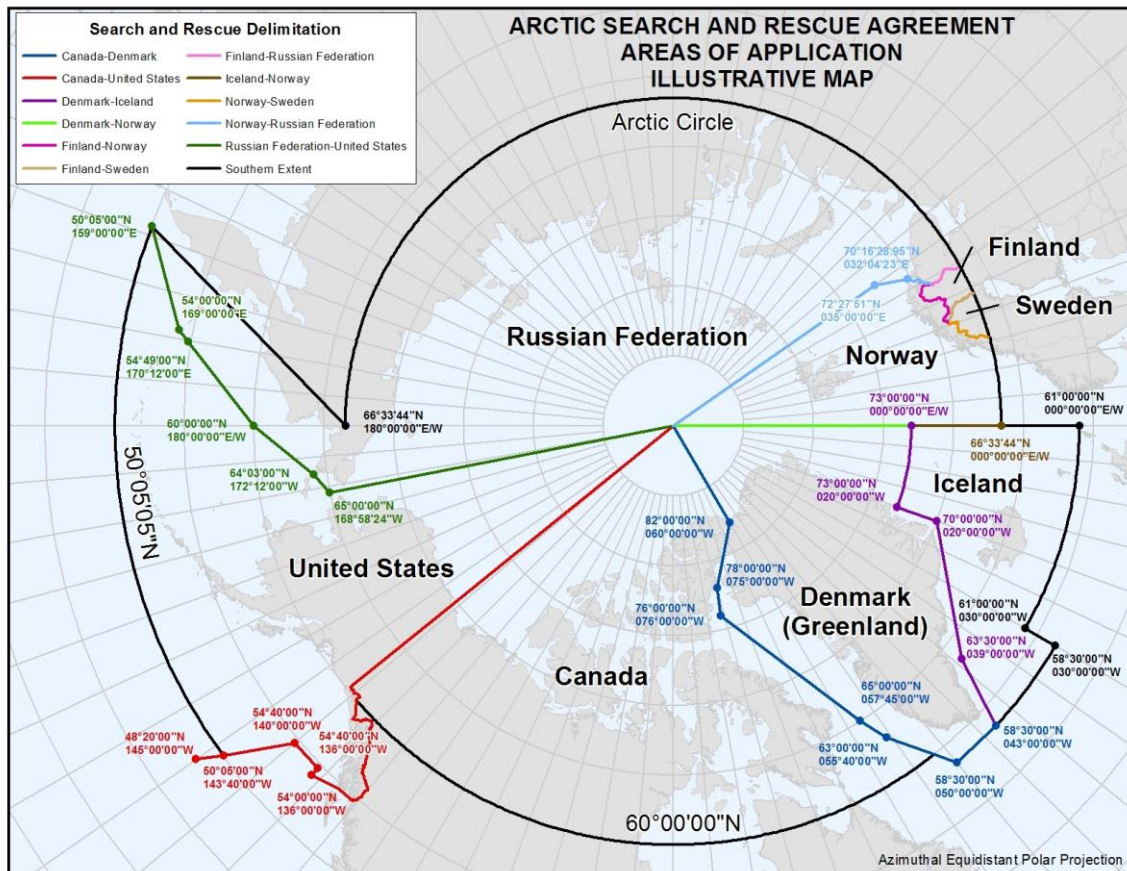 ARCTIC SEARCH AND RESCUE AGREEMENT
AREAS OF APPLICATION
ILLUSTRATIVE MAP
Search and Rescue Delimitation
Canada-Denmark
Canada-United States
Denmark-Iceland
Denmark-Norway
Finland-Norway
Finland-Sweden
Finland-Russian Federation
Iceland-Norway
Norway-Sweden
Norway-Russian Federation
Russian Federation-United States
Southern Extent
Arctic Circle
50°05'00"N
159°00'00"E
54°00'00"N
169°00'00"E
54°49'00"N
170°12'00"E
60°00'00"N
180°00'00"E/W
64°03'00"N
172°12'00"W
65°00'00"N
168°58'24"W
66°33'44"N
180°00'00"E/W
50°05'05"N
70°16'28.95"N
032°04'23"E
72°27'51"N
035°00'00"E
Finland
Sweden
Norway
Russian Federation
73°00'00"N
000°00'00"E/W
61°00'00"N
000°00'00"E/W
66°33'44"N
000°00'00"E/W
Iceland
73°00'00"N
020°00'00"W
70°00'00"N
020°00'00"W
82°00'00"N
060°00'00"W
United States
78°00'00"N
075°00'00"W
76°00'00"N
076°00'00"W
Denmark
(Greenland)
61°00'00"N
030°00'00"W
63°30'00"N
039°00'00"W
58°30'00"N
030°00'00"W
Canada
65°00'00"N
057°45'00"W
63°00'00"N
055°40'00"W
58°30'00"N
043°00'00"W
58°30'00"N
050°00'00"W
54°40'00"N
140°00'00"W
54°40'00"N
136°00'00"W
48°20'00"N
145°00'00"W
50°05'00"N
143°40'00"W
54°00'00"N
136°00'00"W
60°00'00"N
Azimuthal Equidistant Polar Projection